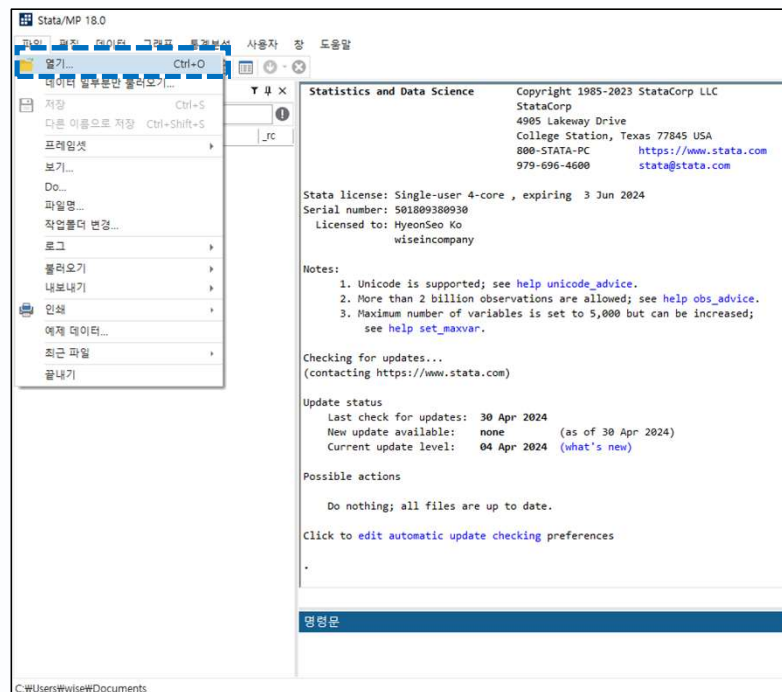 Stata/MP 18.0
파일 편집 데이터 그래프 통계분석 사용자 창 도움말
열기... Ctrl+O
데이터 일부분만 불러오기...
저장 Ctrl+S
다른 이름으로 저장 Ctrl+Shift+S
프레임셋
보기...
Do...
파일명...
작업폴더 변경...
로그
불러오기
내보내기
인쇄
예제 데이터...
최근 파일
끝내기
_rc
Statistics and Data Science Copyright 1985-2023 StataCorp LLC
StataCorp
4905 Lakeway Drive
College Station, Texas 77845 USA
800-STATA-PC https://www.stata.com
979-696-4600 stata@stata.com
Stata license: Single-user 4-core , expiring 3 Jun 2024
Serial number: 501809380930
Licensed to: HyeonSeo Ko
wiseincompany
Notes:
1. Unicode is supported; see help unicode_advice.
2. More than 2 billion observations are allowed; see help obs_advice.
3. Maximum number of variables is set to 5,000 but can be increased;
see help set_maxvar.
Checking for updates...
(contacting https://www.stata.com)
Update status
Last check for updates: 30 Apr 2024
New update available: none (as of 30 Apr 2024)
Current update level: 04 Apr 2024 (what's new)
Possible actions
Do nothing; all files are up to date.
Click to edit automatic update checking preferences
.
명령문
C:₩Users₩wise₩Documents